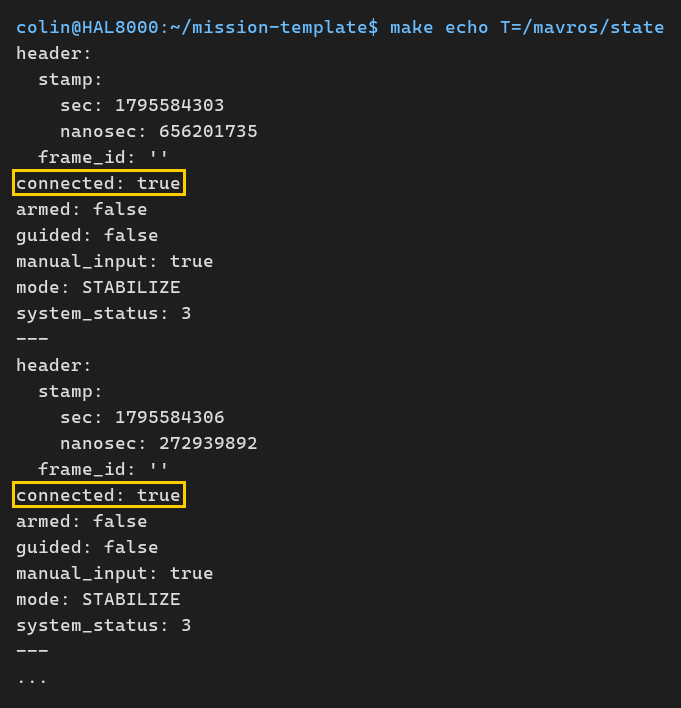 colin@HAL8000:~/mission-template$ make echo T=/mavros/state
header:
  stamp:
    sec: 1795584303
    nanosec: 656201735
  frame_id: ''
connected: true
armed: false
guided: false
manual_input: true
mode: STABILIZE
system_status: 3
---
header:
  stamp:
    sec: 1795584306
    nanosec: 272939892
  frame_id: ''
connected: true
armed: false
guided: false
manual_input: true
mode: STABILIZE
system_status: 3
---
...